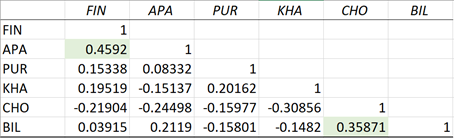 FIN APA PUR KHA CHO BIL
FIN 1
APA 0.4592 1
PUR 0.15338 0.08332 1
KHA 0.19519 -0.15137 0.20162 1
CHO -0.21904 -0.24498 -0.15977 -0.30856 1
BIL 0.03915 0.2119 -0.15801 -0.1482 0.35871 1